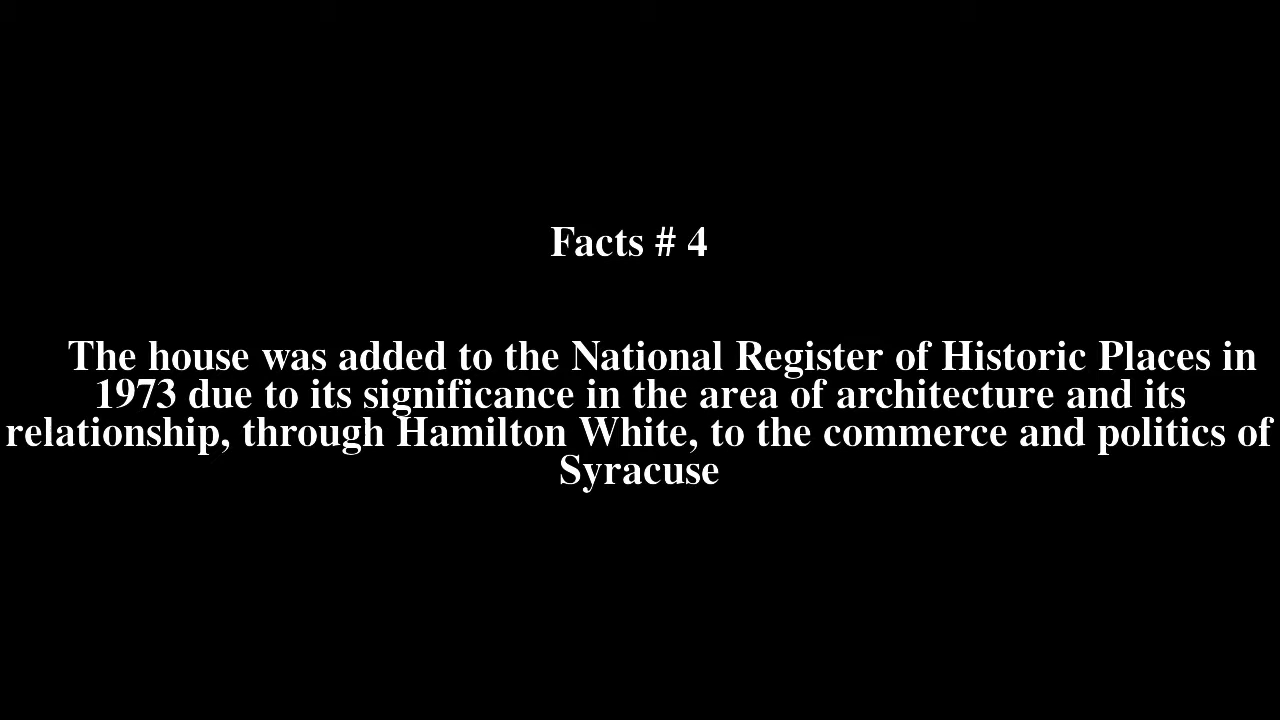 Facts # 4
The house was added to the National Register of Historic Places in
1973 due to its significance in the area of architecture and its
relationship, through Hamilton White, to the commerce and politics of
Syracuse